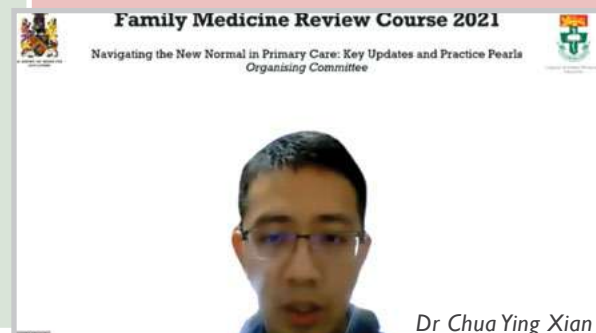 Family Medicine Review Course 2021
Navigating the New Normal in Primary Care: Key Updates and Practice Pearls
Organising Committee
Dr Chua Ying Xian